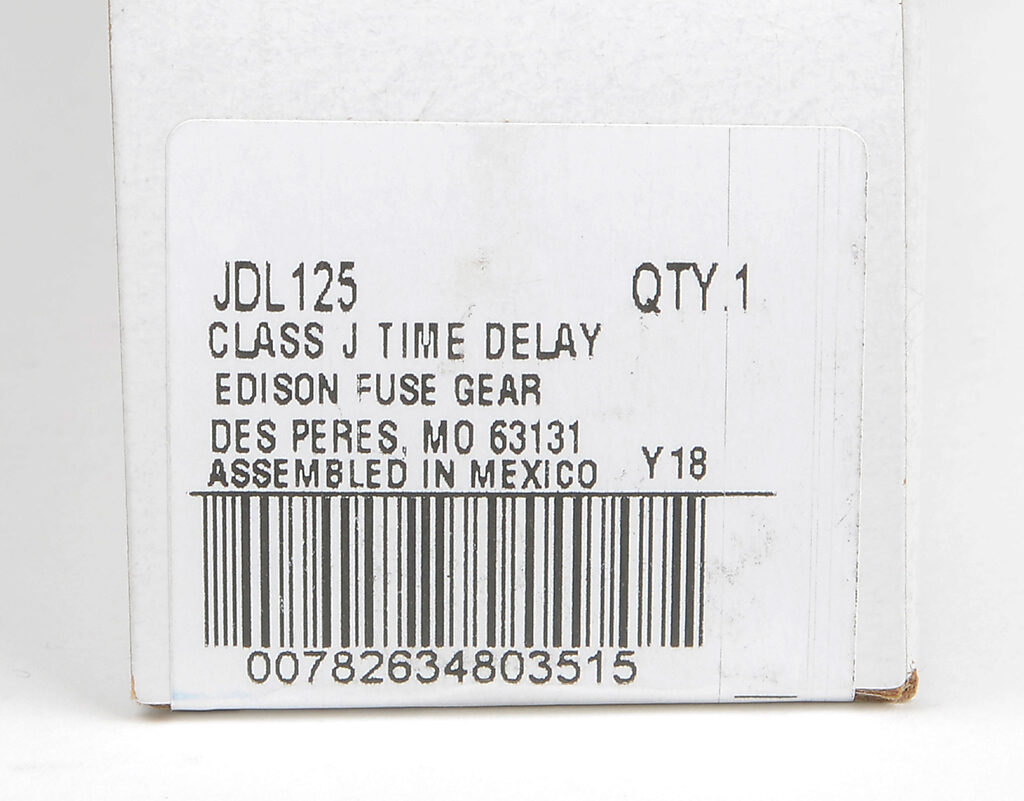 JDL125 QTY.1
CLASS J TIME DELAY
EDISON FUSE GEAR
DES PERES, MO 63131
ASSEMBLED IN MEXICO Y18
00782634803515